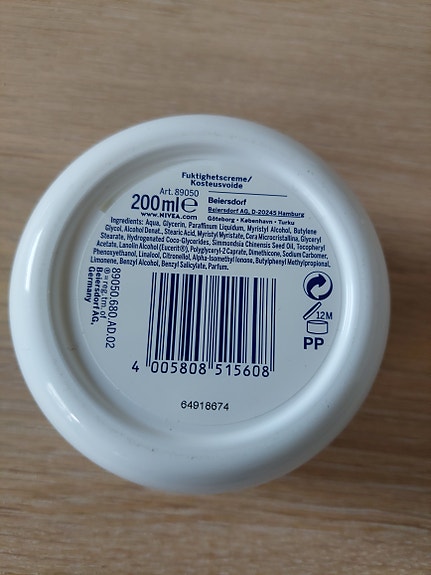 Fuktighetscreme/
Kosteusvoide
Art. 89050
200 ml ℮
www.NIVEA.com
Beiersdorf
Beiersdorf AG, D-20245 Hamburg
Göteborg · København · Turku
Ingredients: Aqua, Glycerin, Paraffinum Liquidum, Myristyl Alcohol, Butylene
Glycol, Alcohol Denat., Stearic Acid, Myristyl Myristate, Cera Microcristallina, Glyceryl
Stearate, Hydrogenated Coco-Glycerides, Simmondsia Chinensis Seed Oil, Tocopheryl
Acetate, Lanolin Alcohol (Eucerit®), Polyglyceryl-2 Caprate, Dimethicone, Sodium Carbomer,
Phenoxyethanol, Linalool, Citronellol, Alpha-Isomethyl Ionone, Butylphenyl Methylpropional,
Limonene, Benzyl Alcohol, Benzyl Salicylate, Parfum.
89050.680.AD.02
® = reg. tm. of
Beiersdorf AG,
Germany
12M
PP
4 005808 515608
64918674